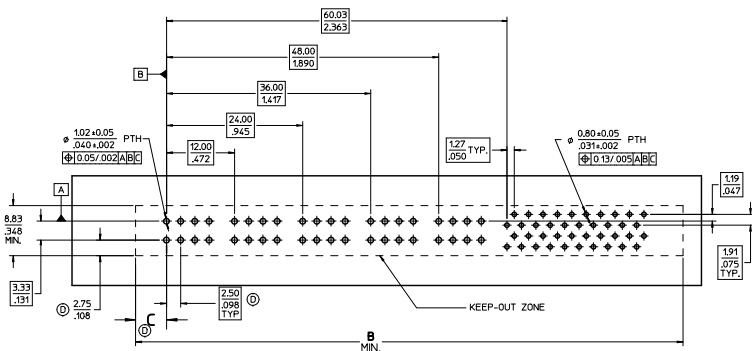 60.03
2.363
48.00
1.890
B
36.00
1.417
24.00
.945
1.02±0.05
.040±.002
ø PTH
12.00
.472
1.27
.050 TYP.
0.80±0.05
.031±.002
ø PTH
⌖ 0.05/.002 A B C
⌖ 0.13/.005 A B C
A
1.19
.047
8.83
.348
MIN.
1.91
.075
TYP.
3.33
.131
D 2.75
.108
2.50
.098
TYP
D
C
D
KEEP-OUT ZONE
B
MIN.